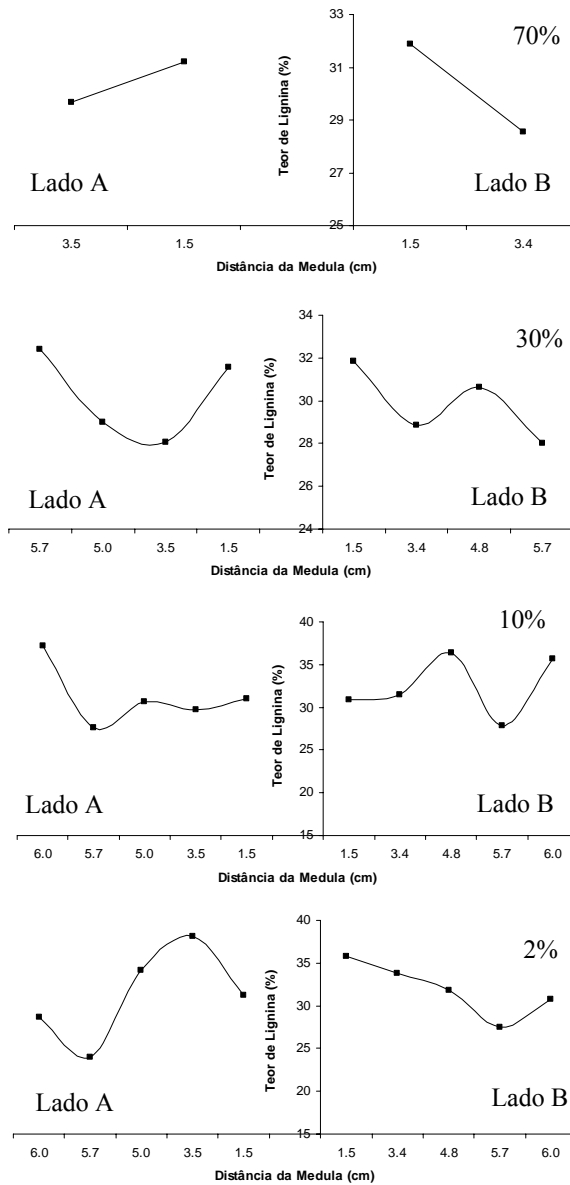 33
70%
31
29
27
25
Teor de Lignina (%)
Lado A
Lado B
3.5 1.5 1.5 3.4
Distância da Medula (cm)
34
30%
32
30
28
26
24
Teor de Lignina (%)
Lado A
Lado B
5.7 5.0 3.5 1.5 1.5 3.4 4.8 5.7
Distância da Medula (cm)
40
10%
35
30
25
20
15
Teor de Lignina (%)
Lado A
Lado B
6.0 5.7 5.0 3.5 1.5 1.5 3.4 4.8 5.7 6.0
Distância da Medula (cm)
40
2%
35
30
25
20
15
Teor de Lignina (%)
Lado A
Lado B
6.0 5.7 5.0 3.5 1.5 1.5 3.4 4.8 5.7 6.0
Distância da Medula (cm)